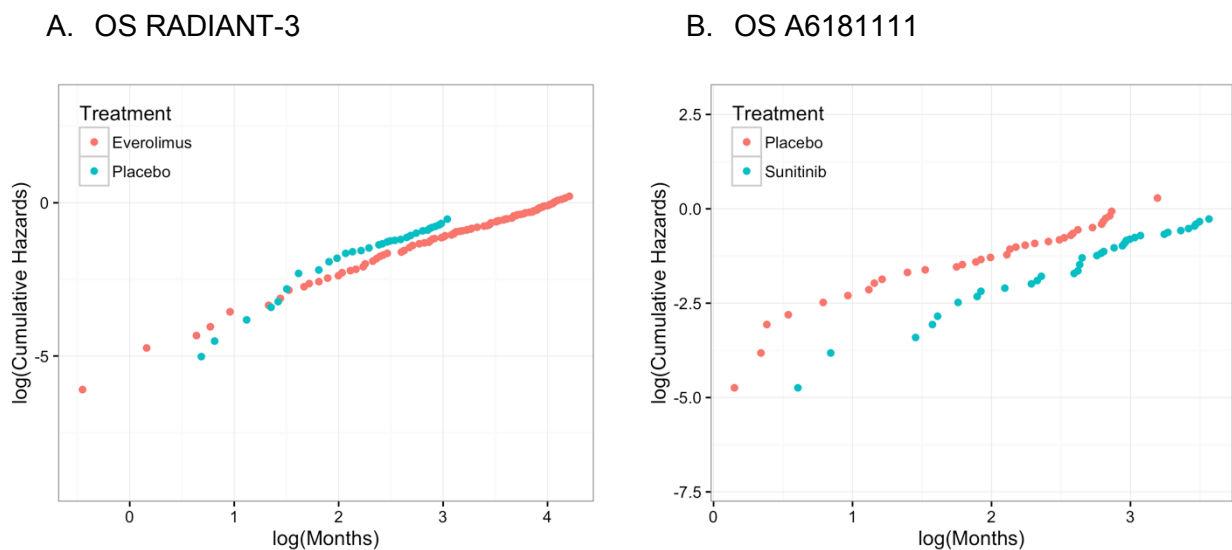 A. OS RADIANT-3
Treatment
Everolimus
Placebo
0
-5
log(Cumulative Hazards)
0 1 2 3 4
log(Months)
B. OS A6181111
Treatment
Placebo
Sunitinib
2.5
0.0
-2.5
-5.0
-7.5
log(Cumulative Hazards)
0 1 2 3
log(Months)